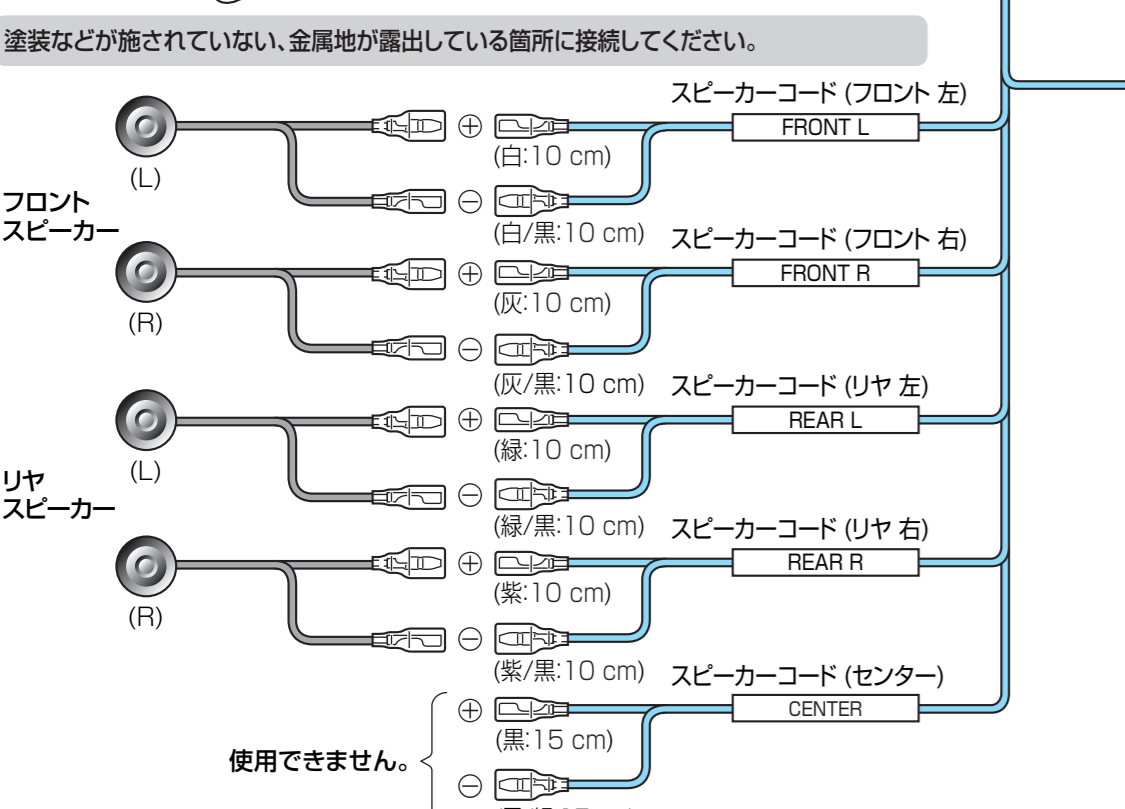 塗装などが施されていない、金属地が露出している箇所に接続してください。
スピーカーコード (フロント 左)
FRONT L
⊕
(白:10 cm)
(L)
⊖
(白/黒:10 cm)
フロント
スピーカー
スピーカーコード (フロント 右)
FRONT R
⊕
(灰:10 cm)
(R)
⊖
(灰/黒:10 cm)
スピーカーコード (リヤ 左)
REAR L
⊕
(緑:10 cm)
(L)
⊖
(緑/黒:10 cm)
リヤ
スピーカー
スピーカーコード (リヤ 右)
REAR R
⊕
(紫:10 cm)
(R)
⊖
(紫/黒:10 cm)
スピーカーコード (センター)
CENTER
⊕
(黒:15 cm)
使用できません。
⊖